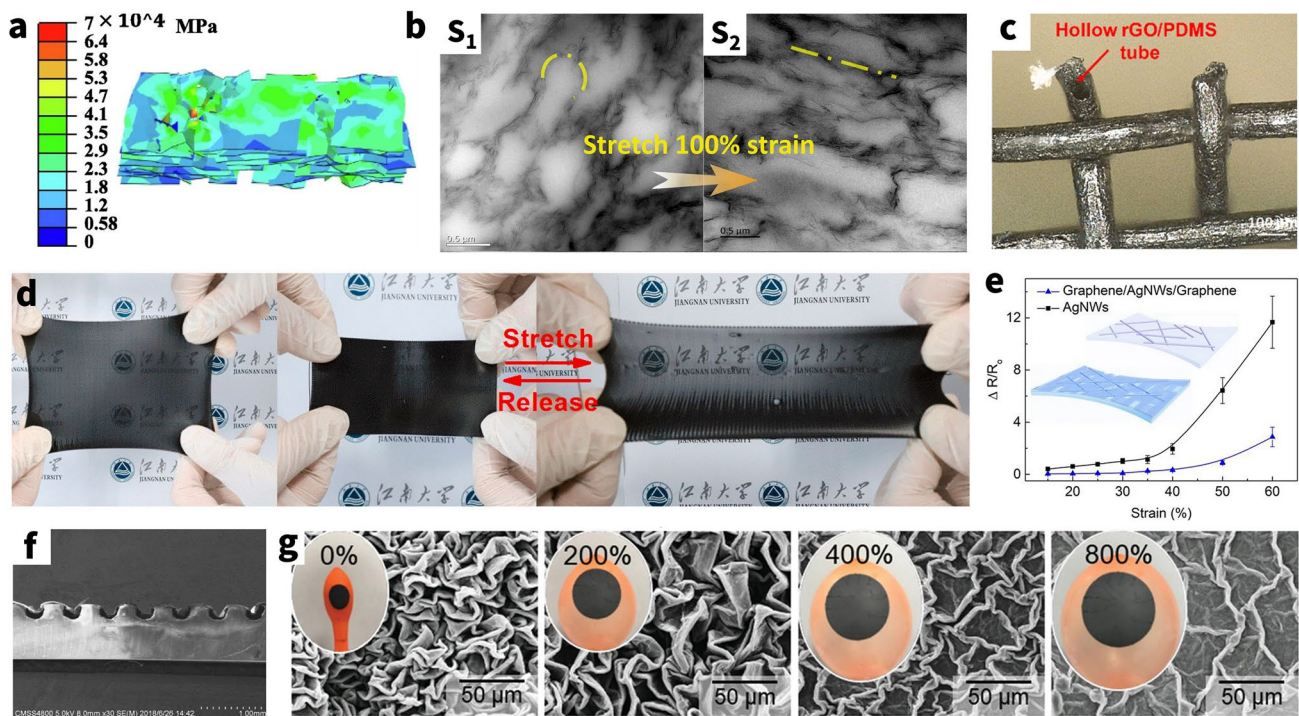 a
7 × 10^4 MPa
6.4
5.8
5.3
4.7
4.1
3.5
2.9
2.3
1.8
1.2
0.58
0
b
S1
S2
Stretch 100% strain
0.5 μm
0.5 μm
c
Hollow rGO/PDMS
tube
100 μm
d
江南大学
JIANGNAN UNIVERSITY
Stretch
Release
e
Graphene/AgNWs/Graphene
AgNWs
Δ R/R₀
12
8
4
0
20
30
40
50
60
Strain (%)
f
CMSS4800 5.0kV 8.0mm x30 SE(M) 2018/6/26 14:42
1.00mm
g
0%
50 μm
200%
50 μm
400%
50 μm
800%
50 μm